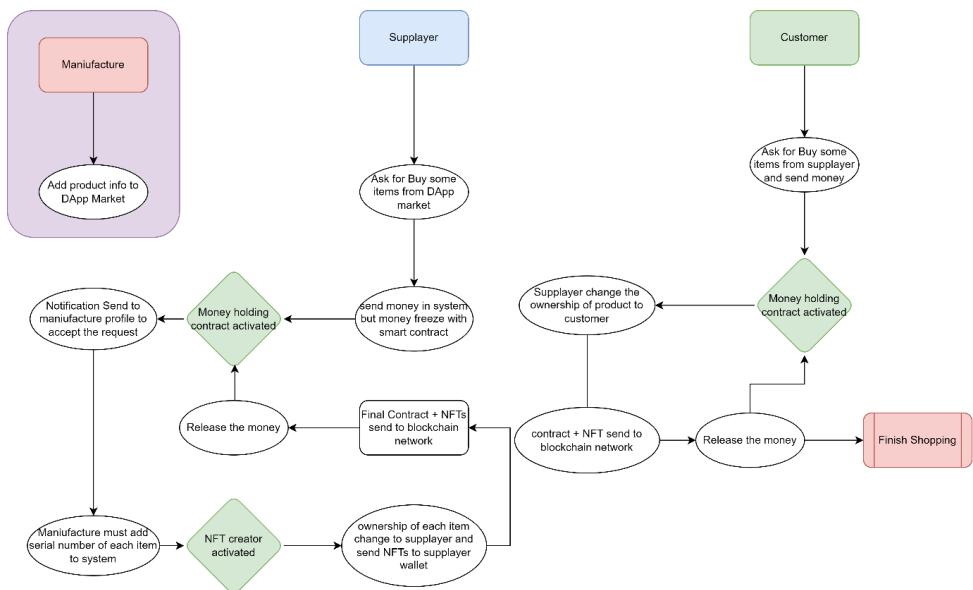 Maniufacture
Supplayer
Customer
Add product info to
DApp Market
Ask for Buy some
items from DApp
market
Ask for Buy some
items from supplayer
and send money
Notification Send to
maniufacture profile to
accept the request
Money holding
contract activated
send money in system
but money freeze with
smart contract
Supplayer change the
ownership of product to
customer
Money holding
contract activated
Release the money
Final Contract + NFTs
send to blockchain
network
contract + NFT send to
blockchain network
Release the money
Finish Shopping
Maniufacture must add
serial number of each item
to system
NFT creator
activated
ownership of each item
change to supplayer and
send NFTs to supplayer
wallet